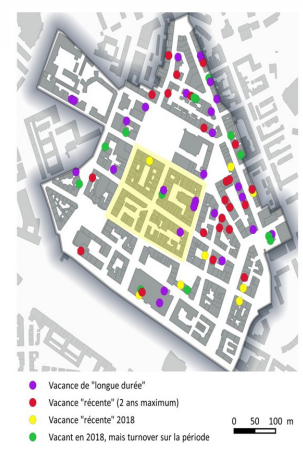 Vacance de "longue durée"
Vacance "récente" (2 ans maximum)
Vacance "récente" 2018
Vacant en 2018, mais turnover sur la période
0 50 100 m